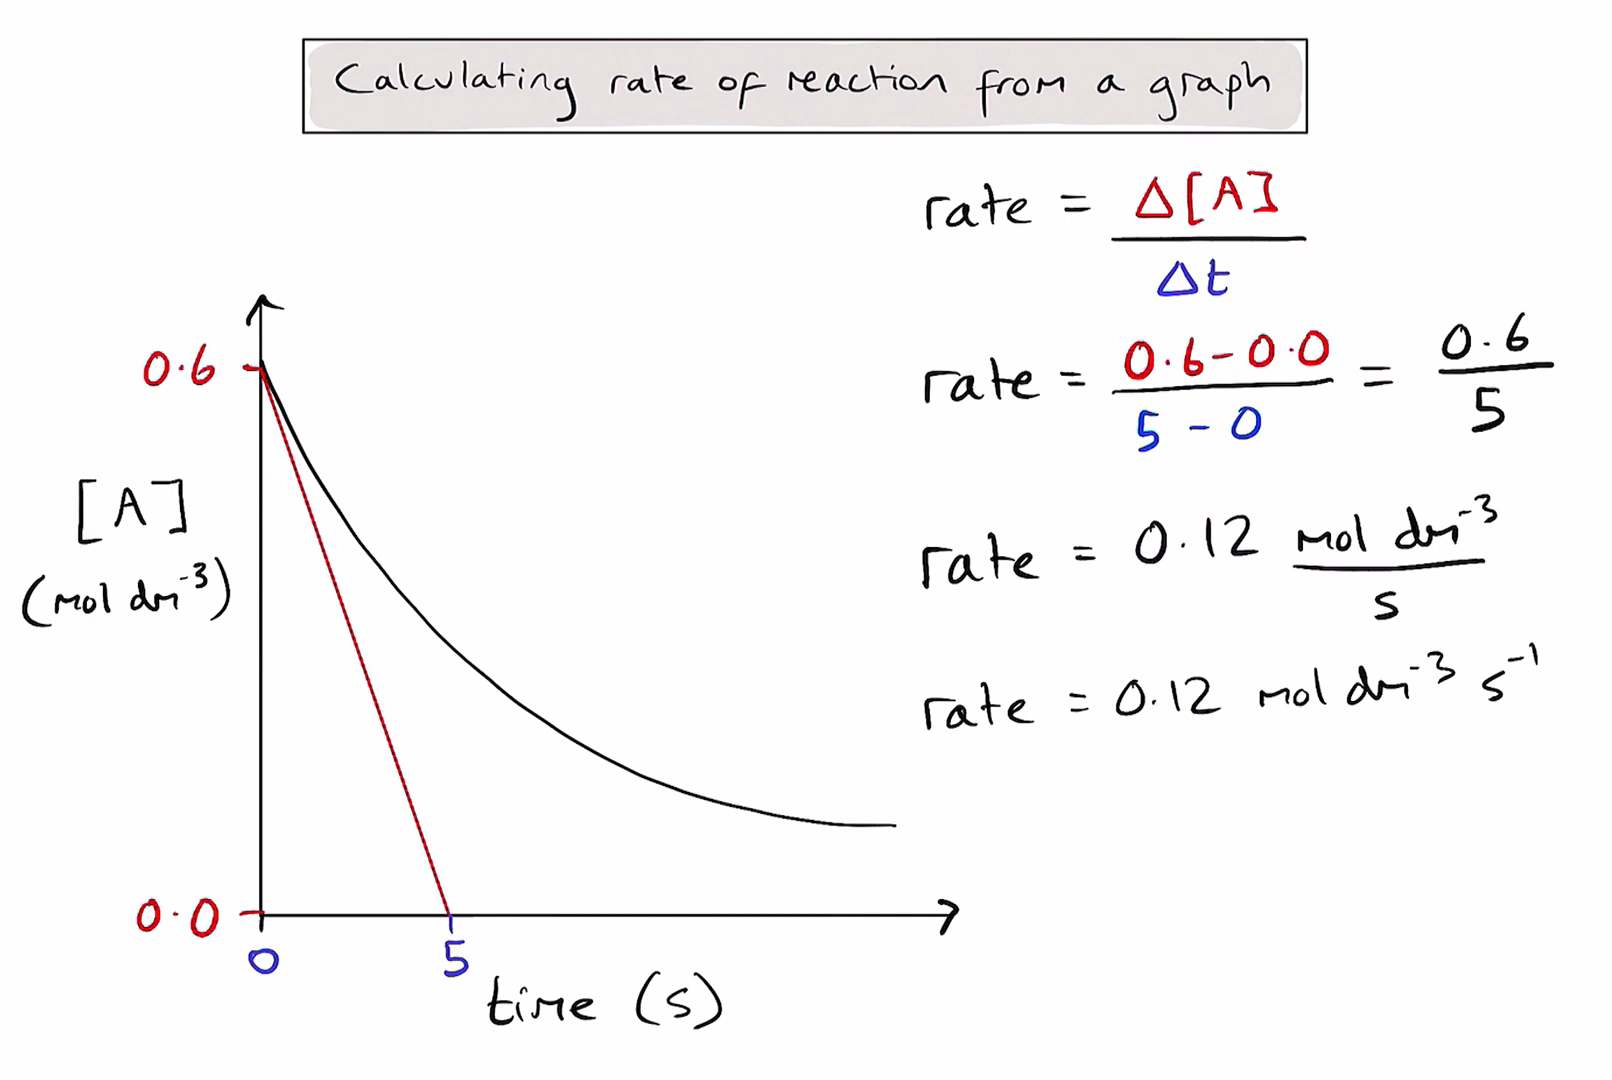 Calculating rate of reaction from a graph
rate = Δ[A]
Δt
rate = 0.6-0.0 = 0.6
5 - 0 5
rate = 0.12 mol dm⁻³
s
rate = 0.12 mol dm⁻³ s⁻¹
0.6
[A]
(mol dm⁻³)
0.0
0 5
time (s)